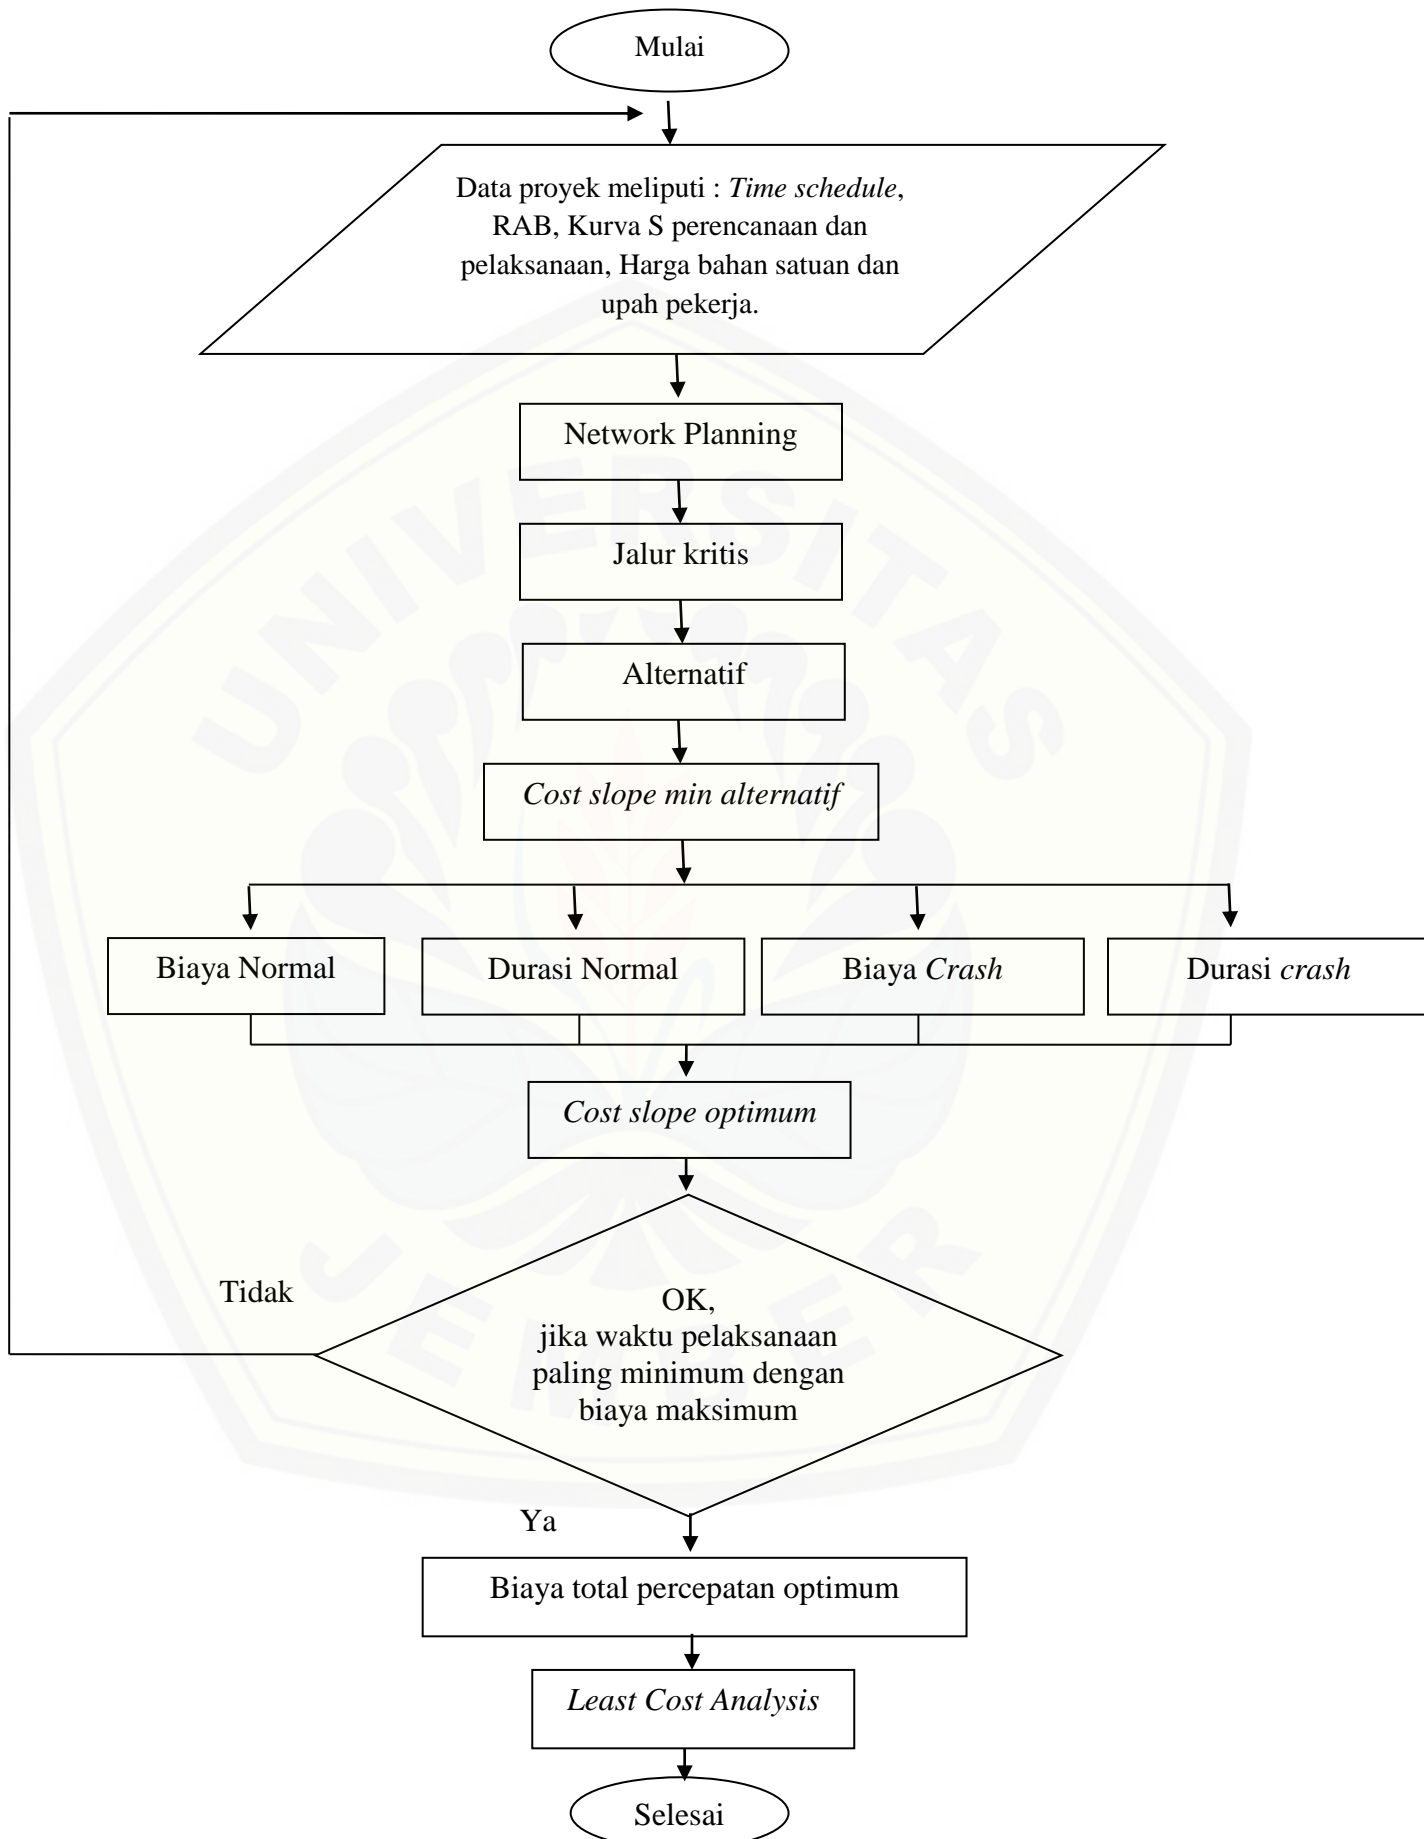 Mulai
Data proyek meliputi : Time schedule,
RAB, Kurva S perencanaan dan
pelaksanaan, Harga bahan satuan dan
upah pekerja.
Network Planning
UNIVERSITAS
Jalur kritis
Alternatif
Cost slope min alternatif
Biaya Normal
Durasi Normal
Biaya Crash
Durasi crash
Cost slope optimum
JEMBER
Tidak
OK,
jika waktu pelaksanaan
paling minimum dengan
biaya maksimum
Ya
Biaya total percepatan optimum
Least Cost Analysis
Selesai